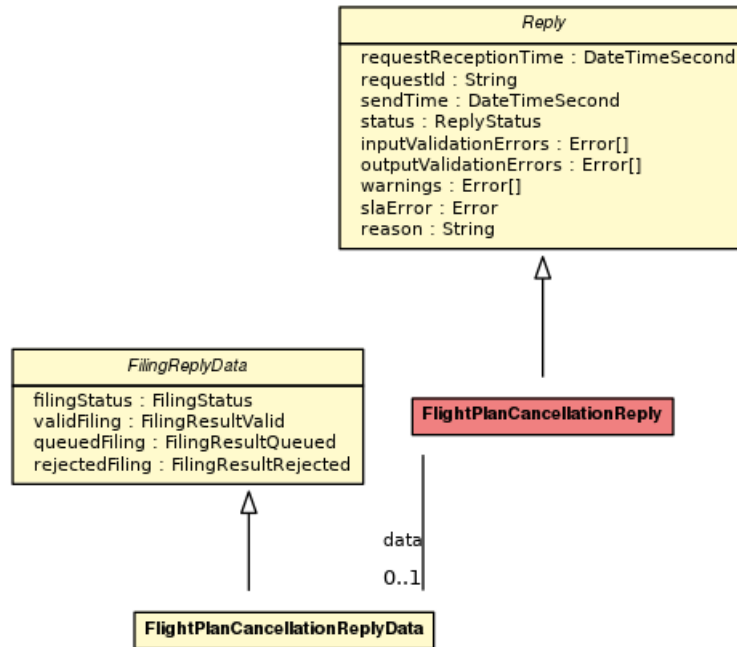 Reply
requestReceptionTime : DateTimeSecond
requestId : String
sendTime : DateTimeSecond
status : ReplyStatus
inputValidationErrors : Error[]
outputValidationErrors : Error[]
warnings : Error[]
slaError : Error
reason : String
FilingReplyData
filingStatus : FilingStatus
validFiling : FilingResultValid
queuedFiling : FilingResultQueued
rejectedFiling : FilingResultRejected
FlightPlanCancellationReply
data
0..1
FlightPlanCancellationReplyData